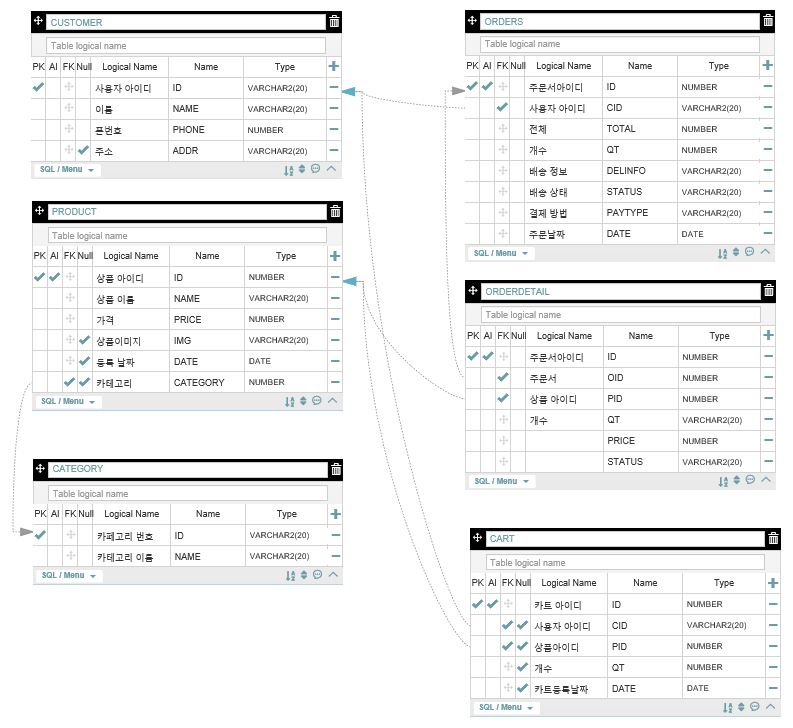 CUSTOMER
Table logical name
PK AI FK Null Logical Name Name Type
사용자 아이디 ID VARCHAR2(20)
이름 NAME VARCHAR2(20)
폰번호 PHONE NUMBER
주소 ADDR VARCHAR2(20)
SQL / Menu
PRODUCT
Table logical name
PK AI FK Null Logical Name Name Type
상품 아이디 ID NUMBER
상품 이름 NAME VARCHAR2(20)
가격 PRICE NUMBER
상품이미지 IMG VARCHAR2(20)
등록 날짜 DATE DATE
카테고리 CATEGORY NUMBER
SQL / Menu
CATEGORY
Table logical name
PK AI FK Null Logical Name Name Type
카페고리 번호 ID VARCHAR2(20)
카테고리 이름 NAME VARCHAR2(20)
SQL / Menu
ORDERS
Table logical name
PK AI FK Null Logical Name Name Type
주문서아이디 ID NUMBER
사용자 아이디 CID VARCHAR2(20)
전체 TOTAL NUMBER
개수 QT NUMBER
배송 정보 DELINFO VARCHAR2(20)
배송 상태 STATUS VARCHAR2(20)
결제 방법 PAYTYPE VARCHAR2(20)
주문날짜 DATE DATE
SQL / Menu
ORDERDETAIL
Table logical name
PK AI FK Null Logical Name Name Type
주문서아이디 ID NUMBER
주문서 OID NUMBER
상품 아이디 PID NUMBER
개수 QT VARCHAR2(20)
PRICE NUMBER
STATUS VARCHAR2(20)
SQL / Menu
CART
Table logical name
PK AI FK Null Logical Name Name Type
카트 아이디 ID NUMBER
사용자 아이디 CID VARCHAR2(20)
상품아이디 PID NUMBER
개수 QT NUMBER
카트등록날짜 DATE DATE
SQL / Menu